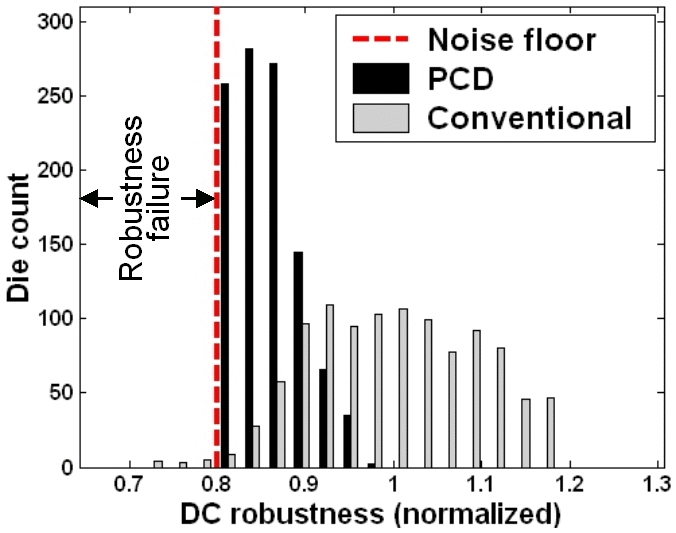 300
250
200
150
100
50
0
Die count
Robustness
failure
Noise floor
PCD
Conventional
0.7
0.8
0.9
1
1.1
1.2
1.3
DC robustness (normalized)